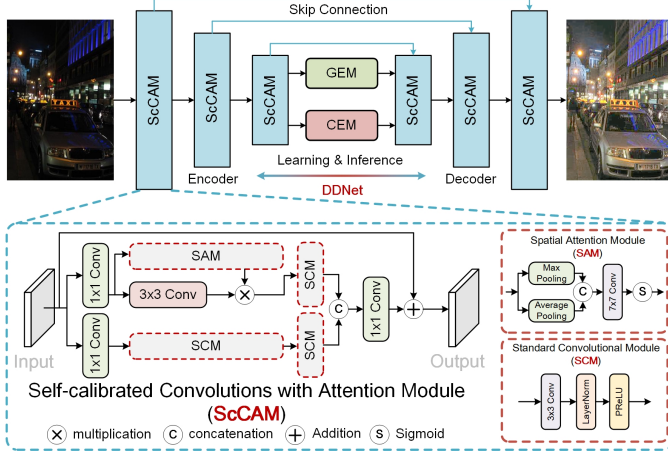 Skip Connection
ScCAM
ScCAM
ScCAM
GEM
CEM
ScCAM
ScCAM
ScCAM
Learning & Inference
Encoder
DDNet
Decoder
1x1 Conv
SAM
3x3 Conv
SCM
1x1 Conv
SCM
SCM
C
1x1 Conv
Input
Output
Self-calibrated Convolutions with Attention Module
(ScCAM)
multiplication
C
concatenation
Addition
S
Sigmoid
Spatial Attention Module
(SAM)
Max
Pooling
Average
Pooling
C
7x7 Conv
S
Standard Convolutional Module
(SCM)
3x3 Conv
LayerNorm
PReLU